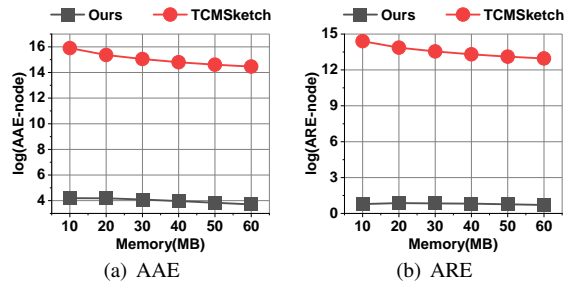 Ours TCMSketch
16
14
12
10
8
6
4
log(AAE-node)
10 20 30 40 50 60
Memory(MB)
(a) AAE
Ours TCMSketch
15
12
9
6
3
0
log(ARE-node)
10 20 30 40 50 60
Memory(MB)
(b) ARE